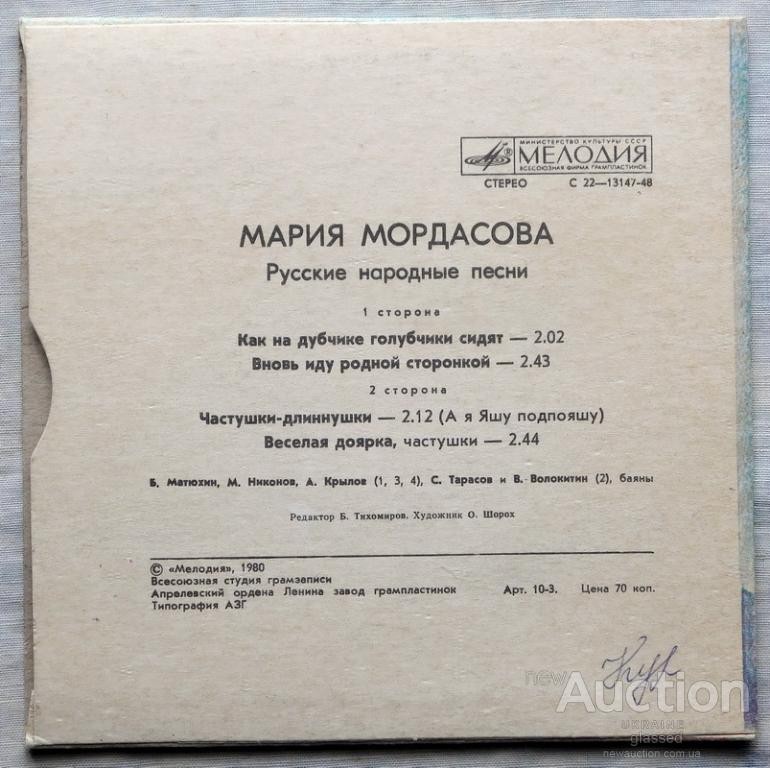 МИНИСТЕРСТВО КУЛЬТУРЫ СССР
МЕЛОДИЯ
ВСЕСОЮЗНАЯ ФИРМА ГРАМПЛАСТИНОК
СТЕРЕО С 22—13147-48
МАРИЯ МОРДАСОВА
Русские народные песни
1 сторона
Как на дубчике голубчики сидят — 2.02
Вновь иду родной сторонкой — 2.43
2 сторона
Частушки-длиннушки — 2.12 (А я Яшу подпояшу)
Веселая доярка, частушки — 2.44
Б. Матюхин, М. Никонов, А. Крылов (1, 3, 4), С. Тарасов и В. Волокитин (2), баяны
Редактор Б. Тихомиров. Художник О. Шорох
© «Мелодия», 1980
Всесоюзная студия грамзаписи
Апрелевский ордена Ленина завод грампластинок Арт. 10-3. Цена 70 коп.
Типография АЗГ
new
Auction
UKRAINE
glassed
newauction.com.ua